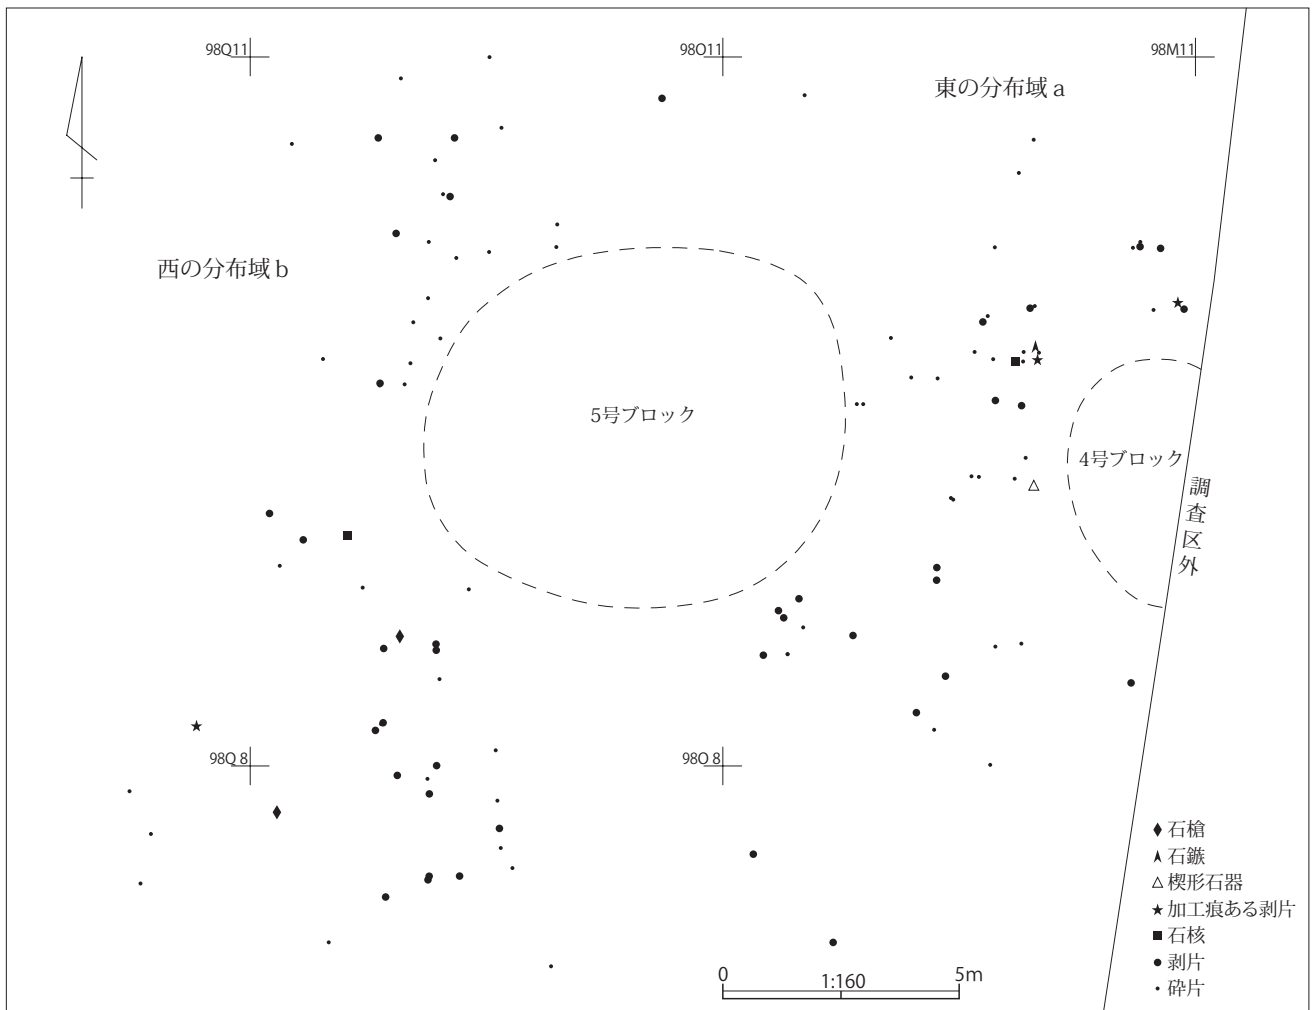 98Q11
98O11
98M11
東の分布域 a
西の分布域 b
5号ブロック
4号ブロック
調査区外
98Q 8
98O 8
石槍
石鏃
楔形石器
加工痕ある剥片
石核
剥片
砕片
0
1:160
5m